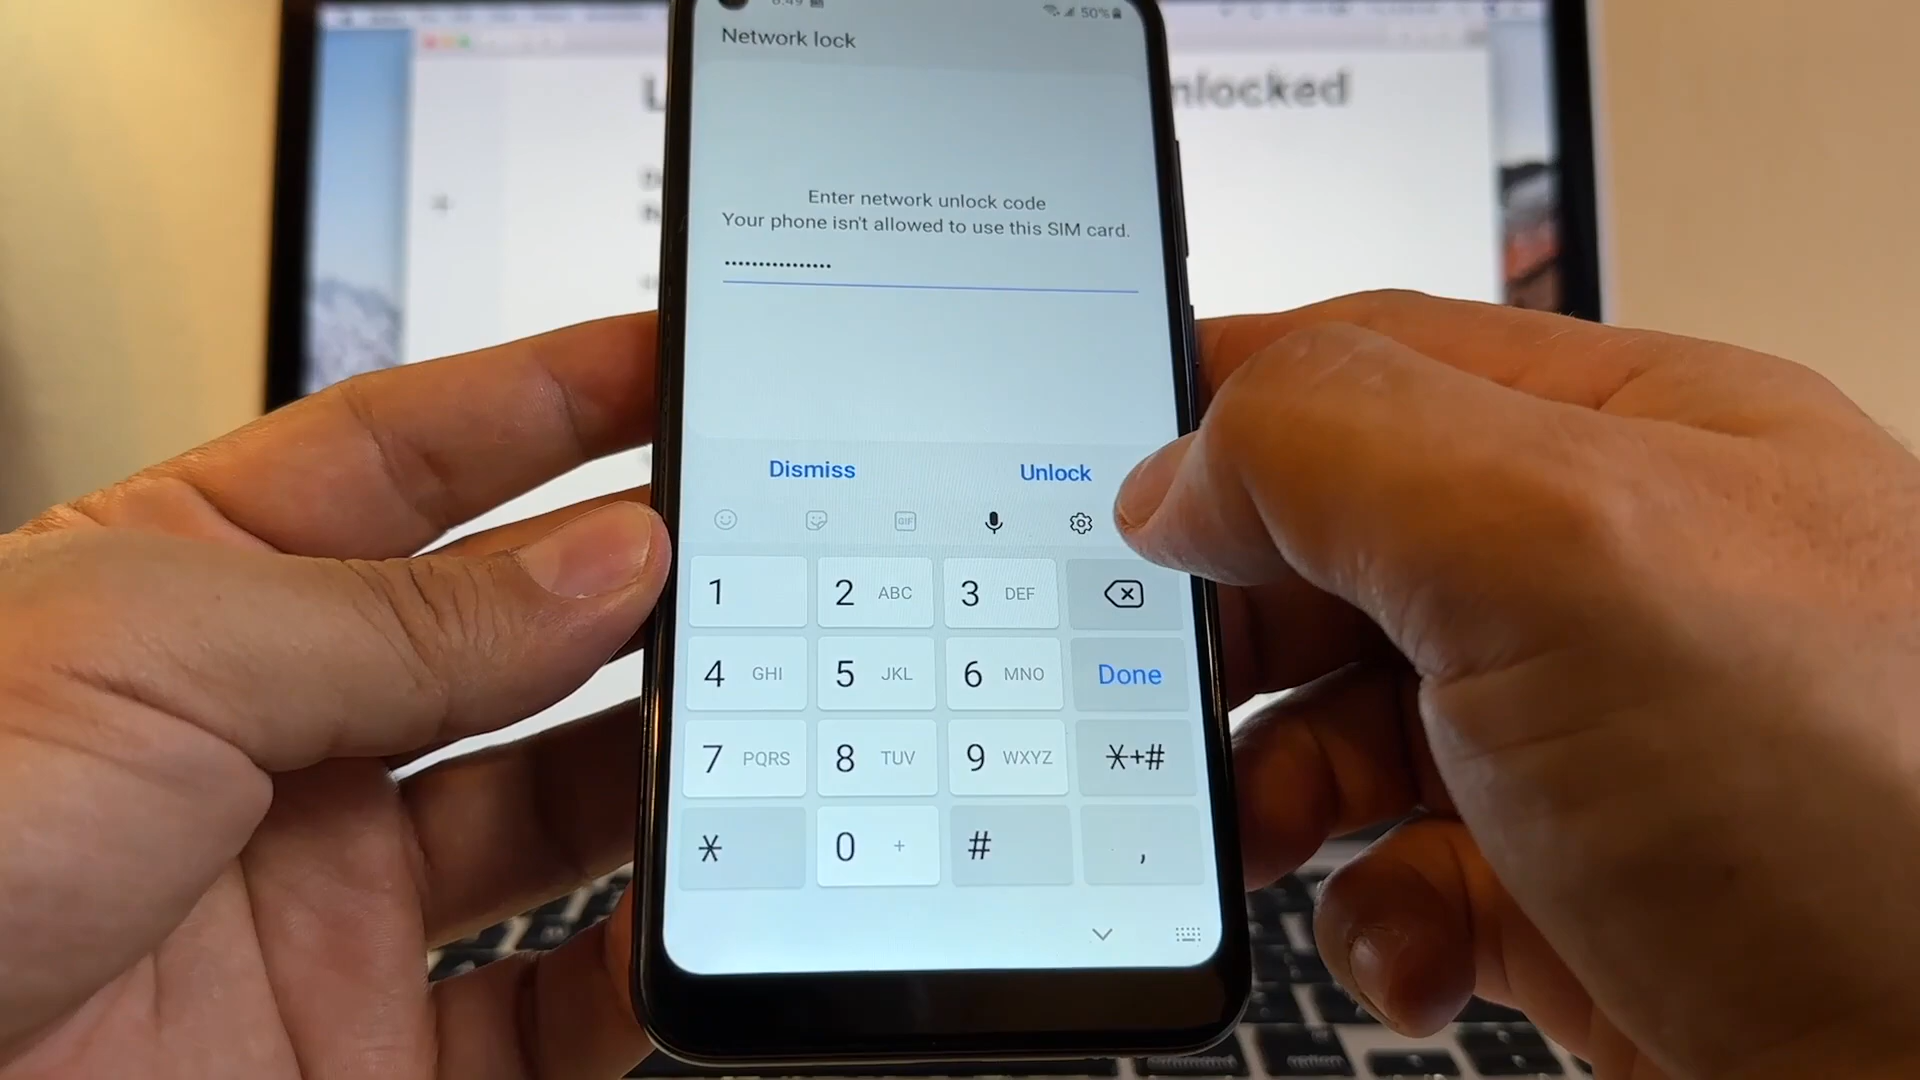 50%
Network lock
nlocked
Enter network unlock code
Your phone isn't allowed to use this SIM card.
................
Dismiss Unlock
GIF
1 2 ABC 3 DEF
4 GHI 5 JKL 6 MNO Done
7 PQRS 8 TUV 9 WXYZ *+#
* 0 + # ,